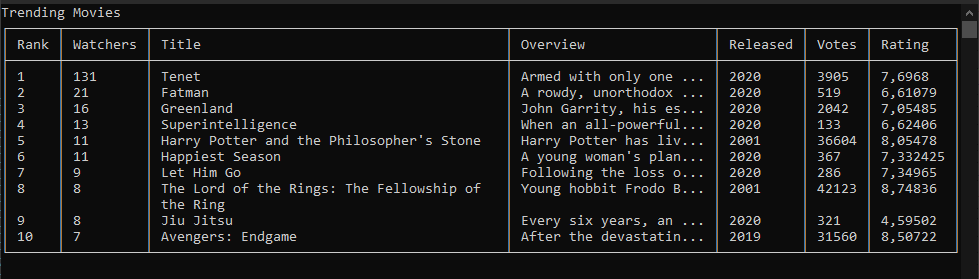 Trending Movies
Rank Watchers Title Overview Released Votes Rating
1 131 Tenet Armed with only one ... 2020 3905 7,6968
2 21 Fatman A rowdy, unorthodox ... 2020 519 6,61079
3 16 Greenland John Garrity, his es... 2020 2042 7,05485
4 13 Superintelligence When an all-powerful... 2020 133 6,62406
5 11 Harry Potter and the Philosopher's Stone Harry Potter has liv... 2001 36604 8,05478
6 11 Happiest Season A young woman's plan... 2020 367 7,332425
7 9 Let Him Go Following the loss o... 2020 286 7,34965
8 8 The Lord of the Rings: The Fellowship of Young hobbit Frodo B... 2001 42123 8,74836
the Ring
9 8 Jiu Jitsu Every six years, an ... 2020 321 4,59502
10 7 Avengers: Endgame After the devastatin... 2019 31560 8,50722